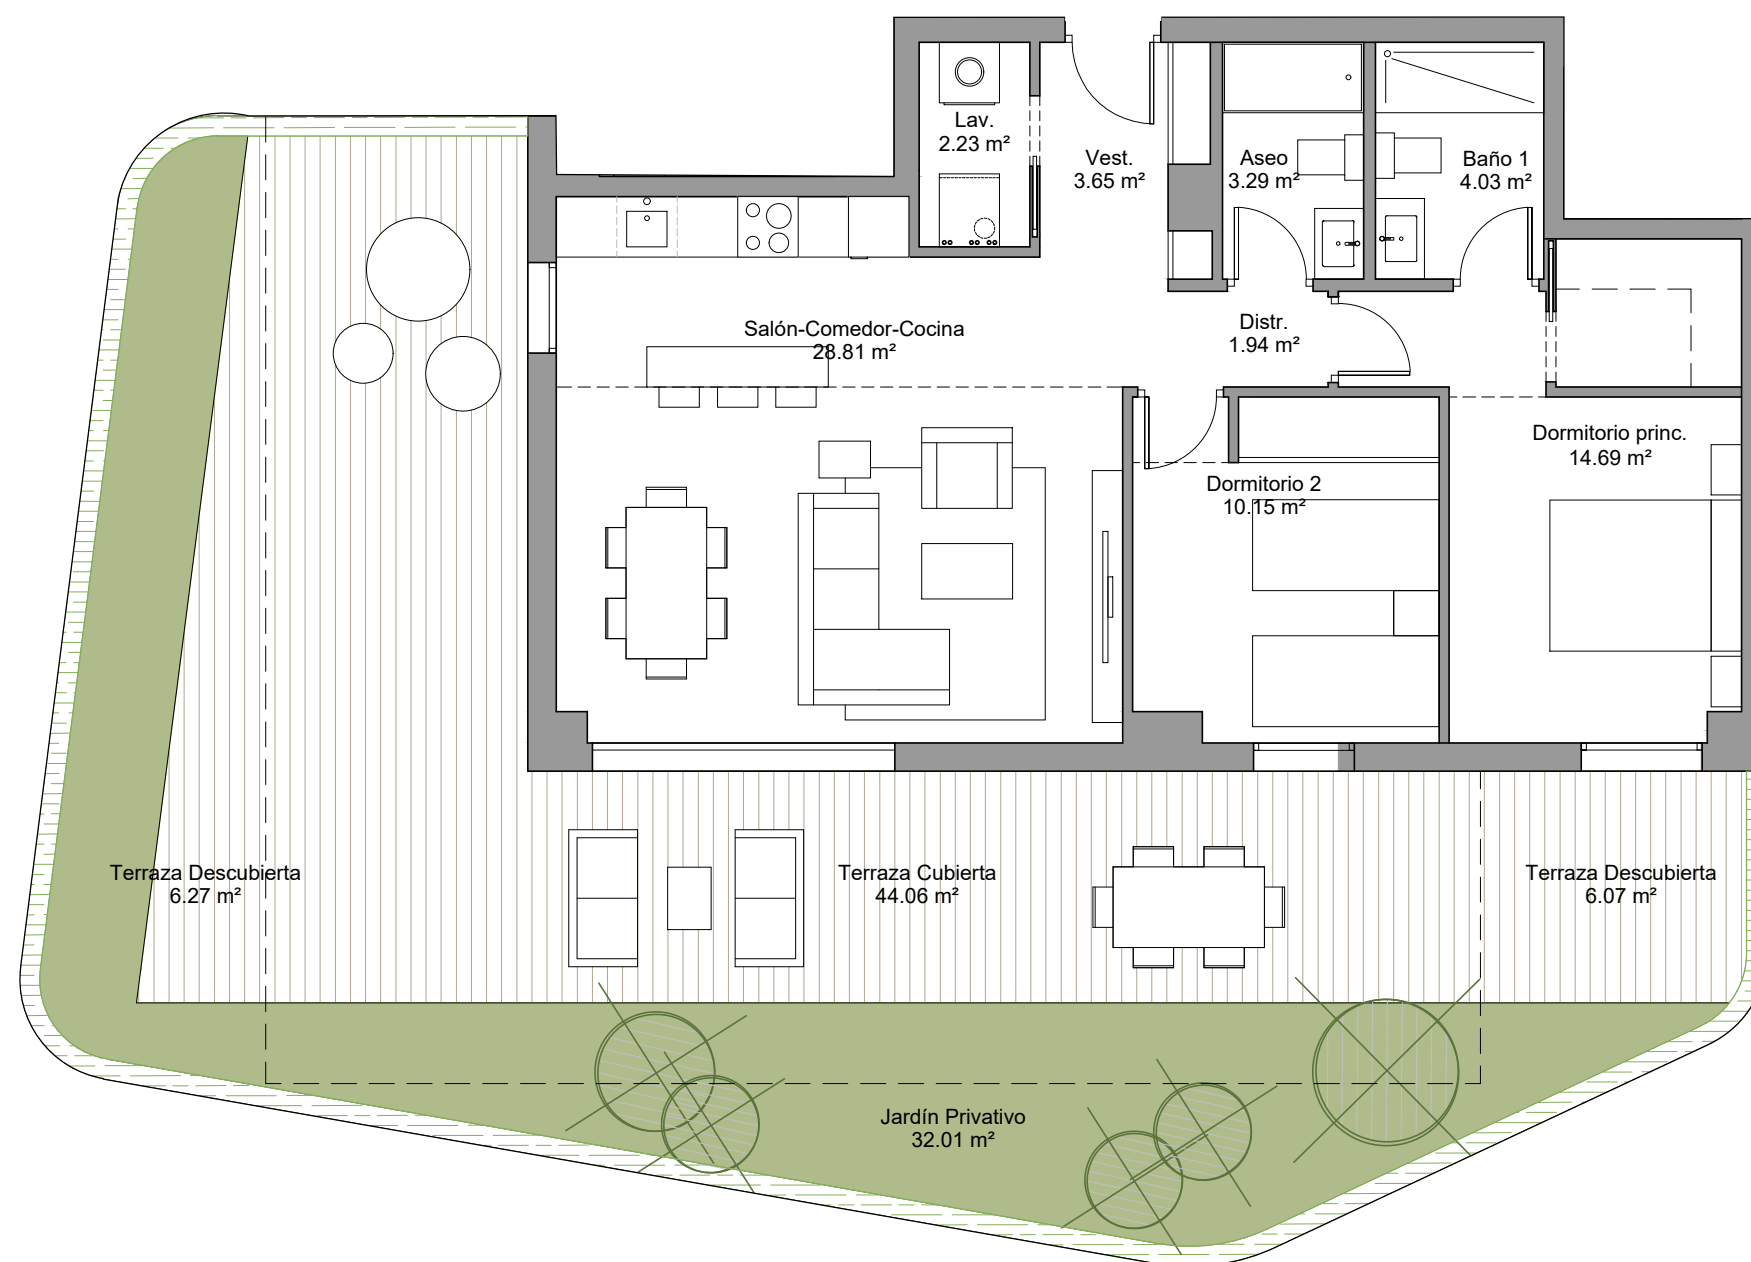 Lav.
2.23 m²
Vest.
3.65 m²
Aseo
3.29 m²
Baño 1
4.03 m²
Salón-Comedor-Cocina
28.81 m²
Distr.
1.94 m²
Dormitorio princ.
14.69 m²
Dormitorio 2
10.15 m²
Terraza Descubierta
6.27 m²
Terraza Cubierta
44.06 m²
Terraza Descubierta
6.07 m²
Jardín Privativo
32.01 m²